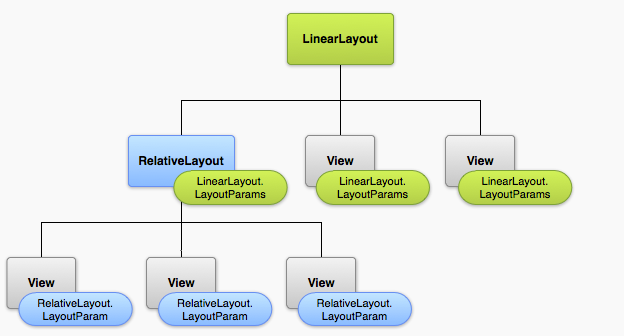 LinearLayout
RelativeLayout
LinearLayout.
LayoutParams
View
LinearLayout.
LayoutParams
View
LinearLayout.
LayoutParams
View
RelativeLayout.
LayoutParam
View
RelativeLayout.
LayoutParam
View
RelativeLayout.
LayoutParam